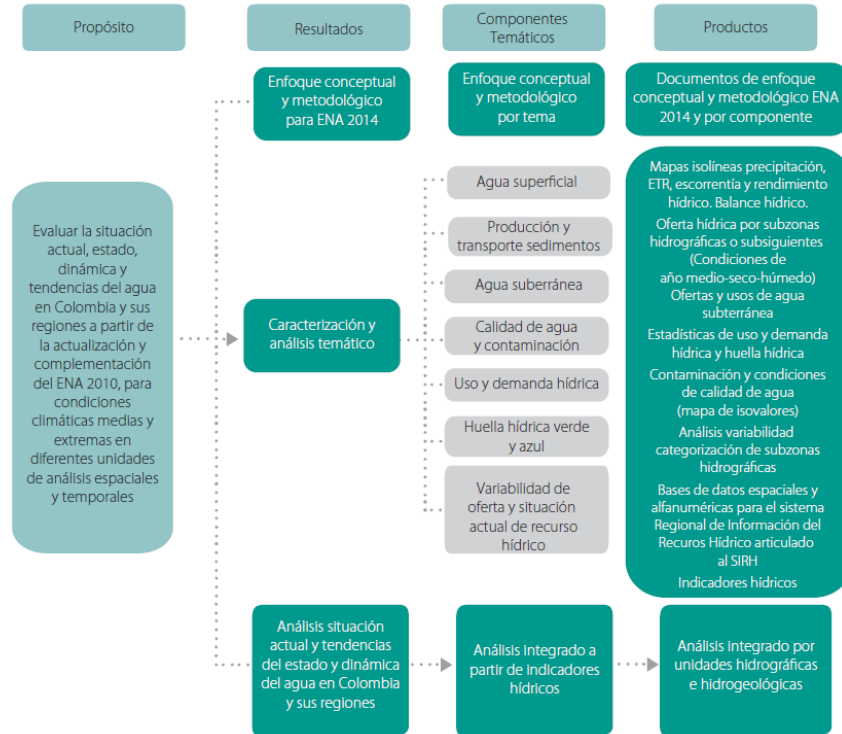 Propósito
Resultados
Componentes
Temáticos
Productos
Enfoque conceptual
y metodológico
para ENA 2014
Enfoque conceptual
y metodológico
por tema
Documentos de enfoque
conceptual y metodológico ENA
2014 y por componente
Evaluar la situación
actual, estado,
dinámica y
tendencias del agua
en Colombia y sus
regiones a partir de
la actualización y
complementación
del ENA 2010, para
condiciones
climáticas medias y
extremas en
diferentes unidades
de análisis espaciales
y temporales
Caracterización y
análisis temático
Agua superficial
Producción y
transporte sedimentos
Agua suberránea
Calidad de agua
y contaminación
Uso y demanda hídrica
Huella hídrica verde
y azul
Variabilidad de
oferta y situación
actual de recurso
hídrico
Mapas isolíneas precipitación,
ETR, escorrentía y rendimiento
hídrico. Balance hídrico.
Oferta hídrica por subzonas
hidrográficas o subsiguientes
(Condiciones de
año medio-seco-húmedo)
Ofertas y usos de agua
subterránea
Estadísticas de uso y demanda
hídrica y huella hídrica
Contaminación y condiciones
de calidad de agua
(mapa de isovalores)
Análisis variabilidad
categorización de subzonas
hidrográficas
Bases de datos espaciales y
alfanuméricas para el sistema
Regional de Información del
Recuros Hídrico articulado
al SIRH
Indicadores hídricos
Análisis situación
actual y tendencias
del estado y dinámica
del agua en Colombia
y sus regiones
Análisis integrado a
partir de indicadores
hídricos
Análisis integrado por
unidades hidrográficas
e hidrogeológicas